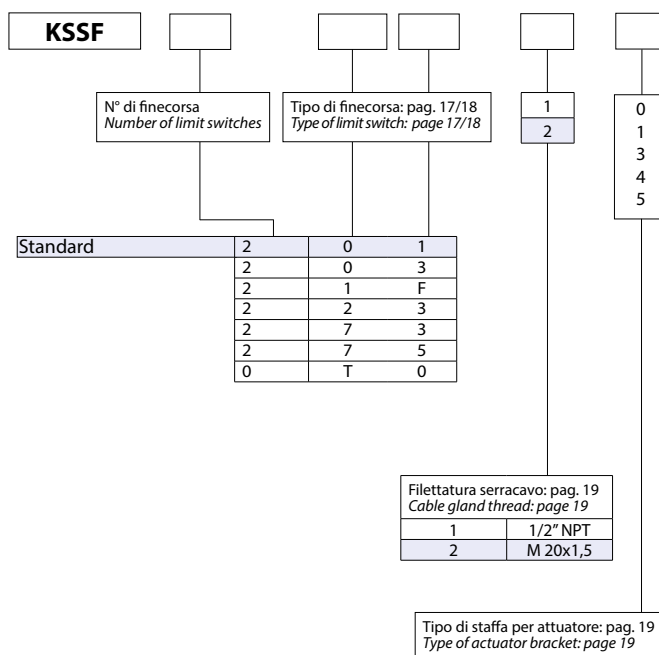 KSSF
N° di finecorsa
Number of limit switches
Tipo di finecorsa: pag. 17/18
Type of limit switch: page 17/18
1
2
0
1
3
4
5
Standard 2 0 1
2 0 3
2 1 F
2 2 3
2 7 3
2 7 5
0 T 0
Filettatura serracavo: pag. 19
Cable gland thread: page 19
1 1/2” NPT
2 M 20x1,5
Tipo di staffa per attuatore: pag. 19
Type of actuator bracket: page 19